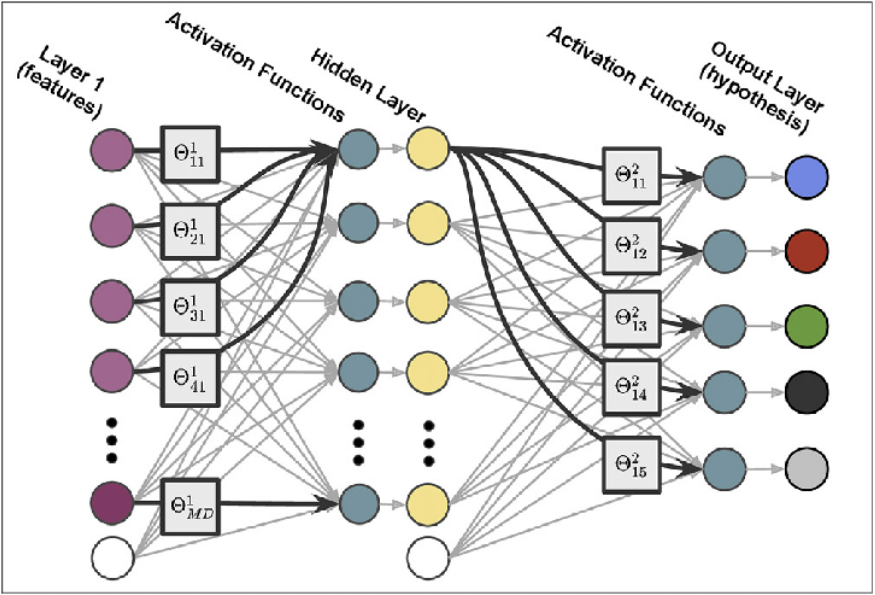 Layer 1
(features)
Activation Functions
Hidden Layer
Activation Functions
Output Layer
(hypothesis)
Θ¹₁₁
Θ¹₂₁
Θ¹₃₁
Θ¹₄₁
Θ¹_MD
Θ²₁₁
Θ²₁₂
Θ²₁₃
Θ²₁₄
Θ²₁₅